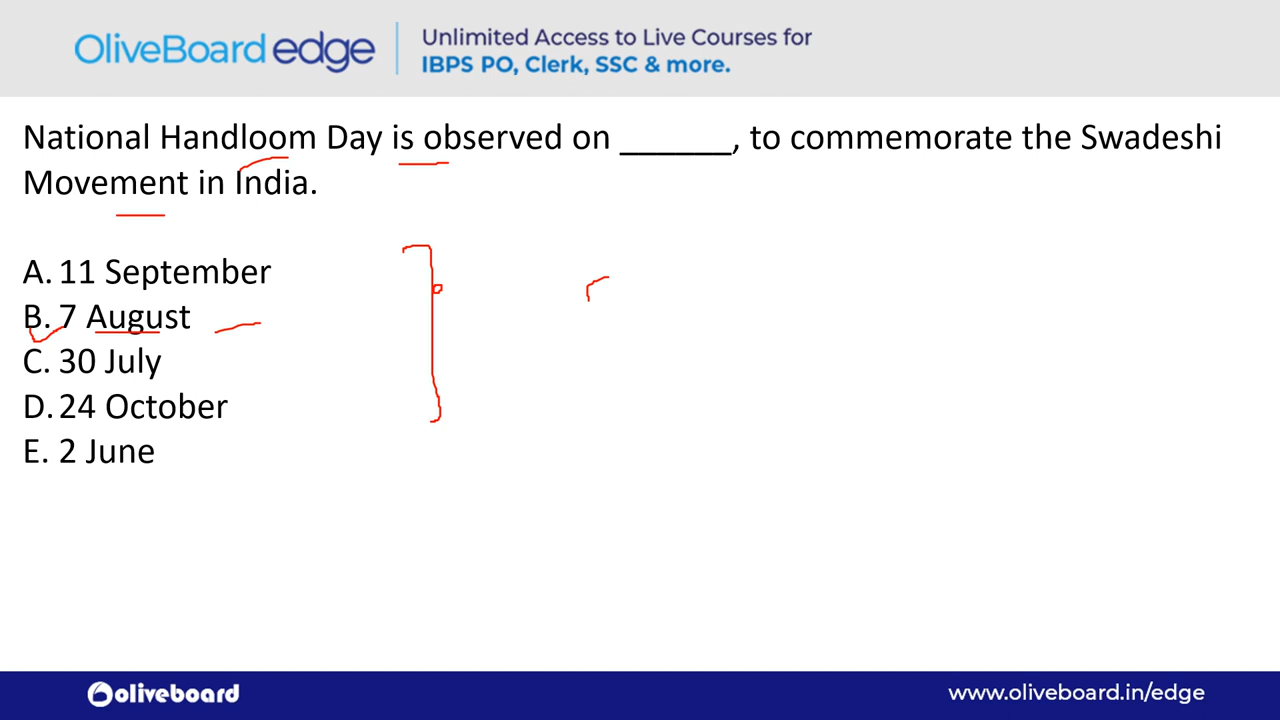 OliveBoard edge
Unlimited Access to Live Courses for
IBPS PO, Clerk, SSC & more.
National Handloom Day is observed on ______, to commemorate the Swadeshi
Movement in India.
A. 11 September
B. 7 August
C. 30 July
D. 24 October
E. 2 June
oliveboard
www.oliveboard.in/edge